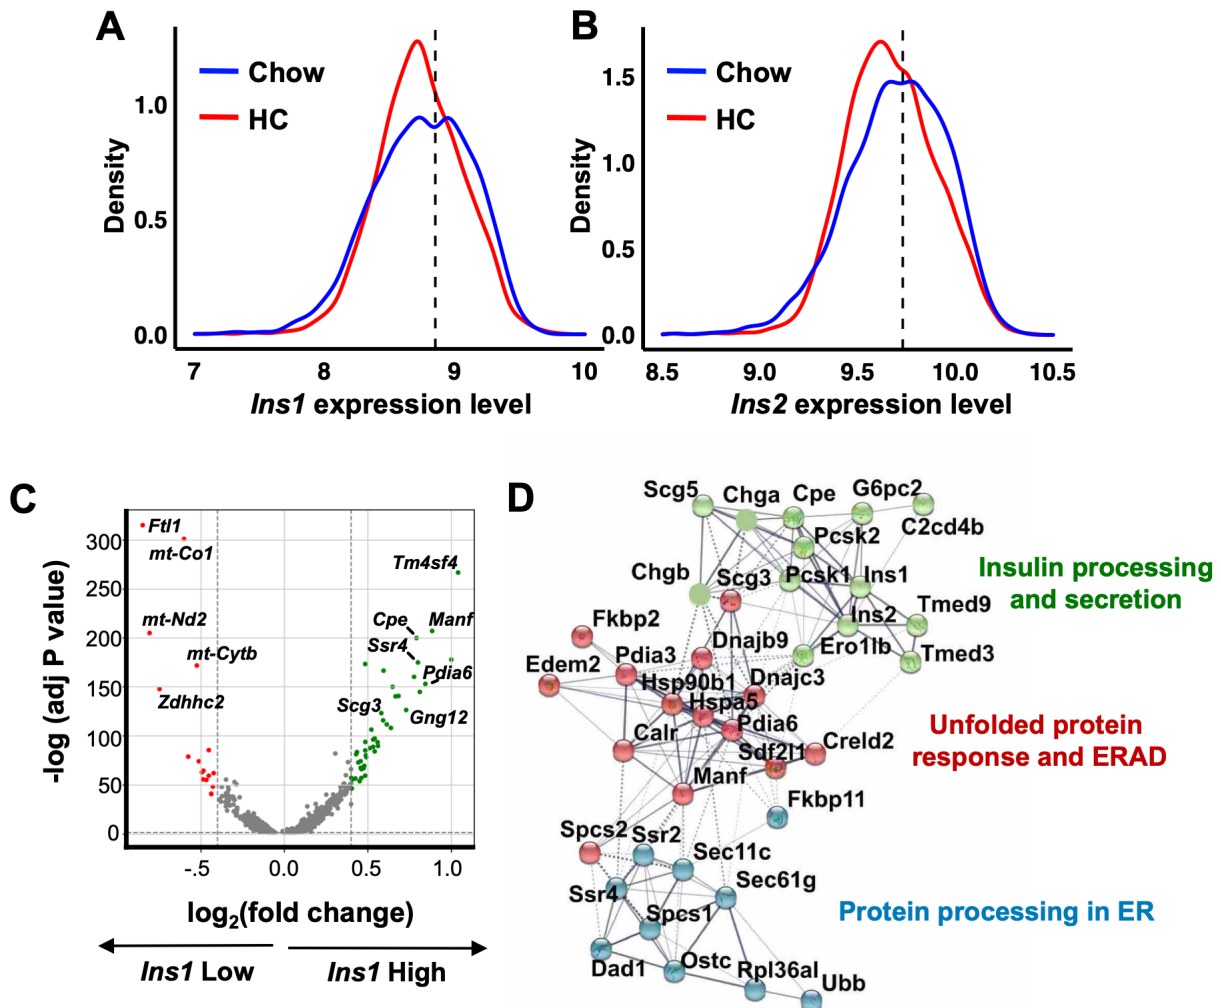 A
Chow
HC
1.0
0.5
0.0
Density
7
8
9
10
Ins1 expression level
B
Chow
HC
1.5
1.0
0.5
0.0
Density
8.5
9.0
9.5
10.0
10.5
Ins2 expression level
C
-log (adj P value)
300
250
200
150
100
50
0
Ftl1
mt-Co1
Tm4sf4
mt-Nd2
Cpe
Manf
mt-Cytb
Ssr4
Pdia6
Zdhhc2
Scg3
Gng12
-.5
0.0
0.5
1.0
log2(fold change)
Ins1 Low
Ins1 High
D
Scg5
Chga
Cpe
G6pc2
C2cd4b
Pcsk2
Chgb
Scg3
Pcsk1
Ins1
Insulin processing
and secretion
Fkbp2
Ins2
Tmed9
Dnajb9
Ero1lb
Tmed3
Edem2
Pdia3
Hsp90b1
Dnajc3
Hspa5
Pdia6
Calr
Sdf2l1
Creld2
Unfolded protein
response and ERAD
Manf
Fkbp11
Spcs2
Ssr2
Sec11c
Sec61g
Ssr4
Spcs1
Protein processing in ER
Dad1
Ostc
Rpl36al
Ubb